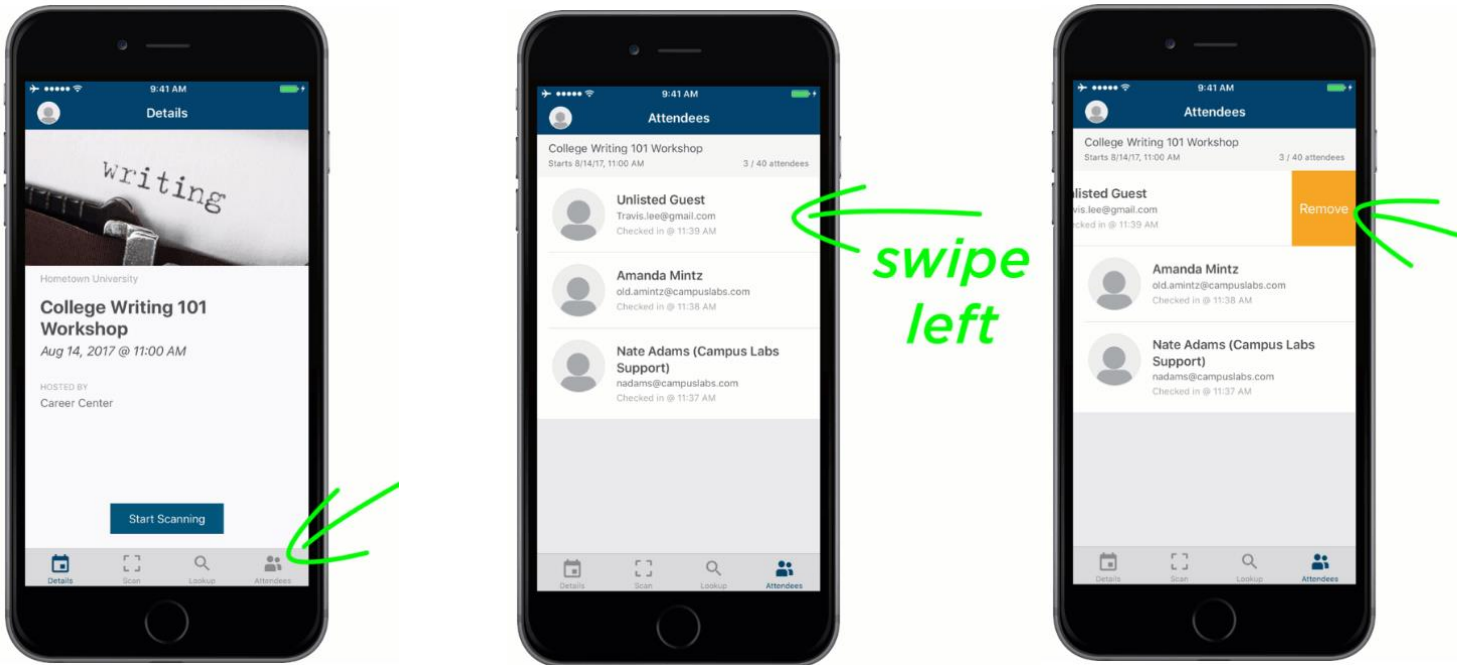 9:41 AM
Details
writing
Hometown University
College Writing 101
Workshop
Aug 14, 2017 @ 11:00 AM
HOSTED BY
Career Center
Start Scanning
Details
Scan
Lookup
Attendees
9:41 AM
Attendees
College Writing 101 Workshop
Starts 8/14/17, 11:00 AM
3 / 40 attendees
Unlisted Guest
Travis.lee@gmail.com
Checked in @ 11:39 AM
Amanda Mintz
old.amintz@campuslabs.com
Checked in @ 11:38 AM
Nate Adams (Campus Labs
Support)
nadams@campuslabs.com
Checked in @ 11:37 AM
Details
Scan
Lookup
Attendees
swipe
left
9:41 AM
Attendees
College Writing 101 Workshop
Starts 8/14/17, 11:00 AM
3 / 40 attendees
nlisted Guest
vis.lee@gmail.com
cked in @ 11:39 AM
Remove
Amanda Mintz
old.amintz@campuslabs.com
Checked in @ 11:38 AM
Nate Adams (Campus Labs
Support)
nadams@campuslabs.com
Checked in @ 11:37 AM
Details
Scan
Lookup
Attendees